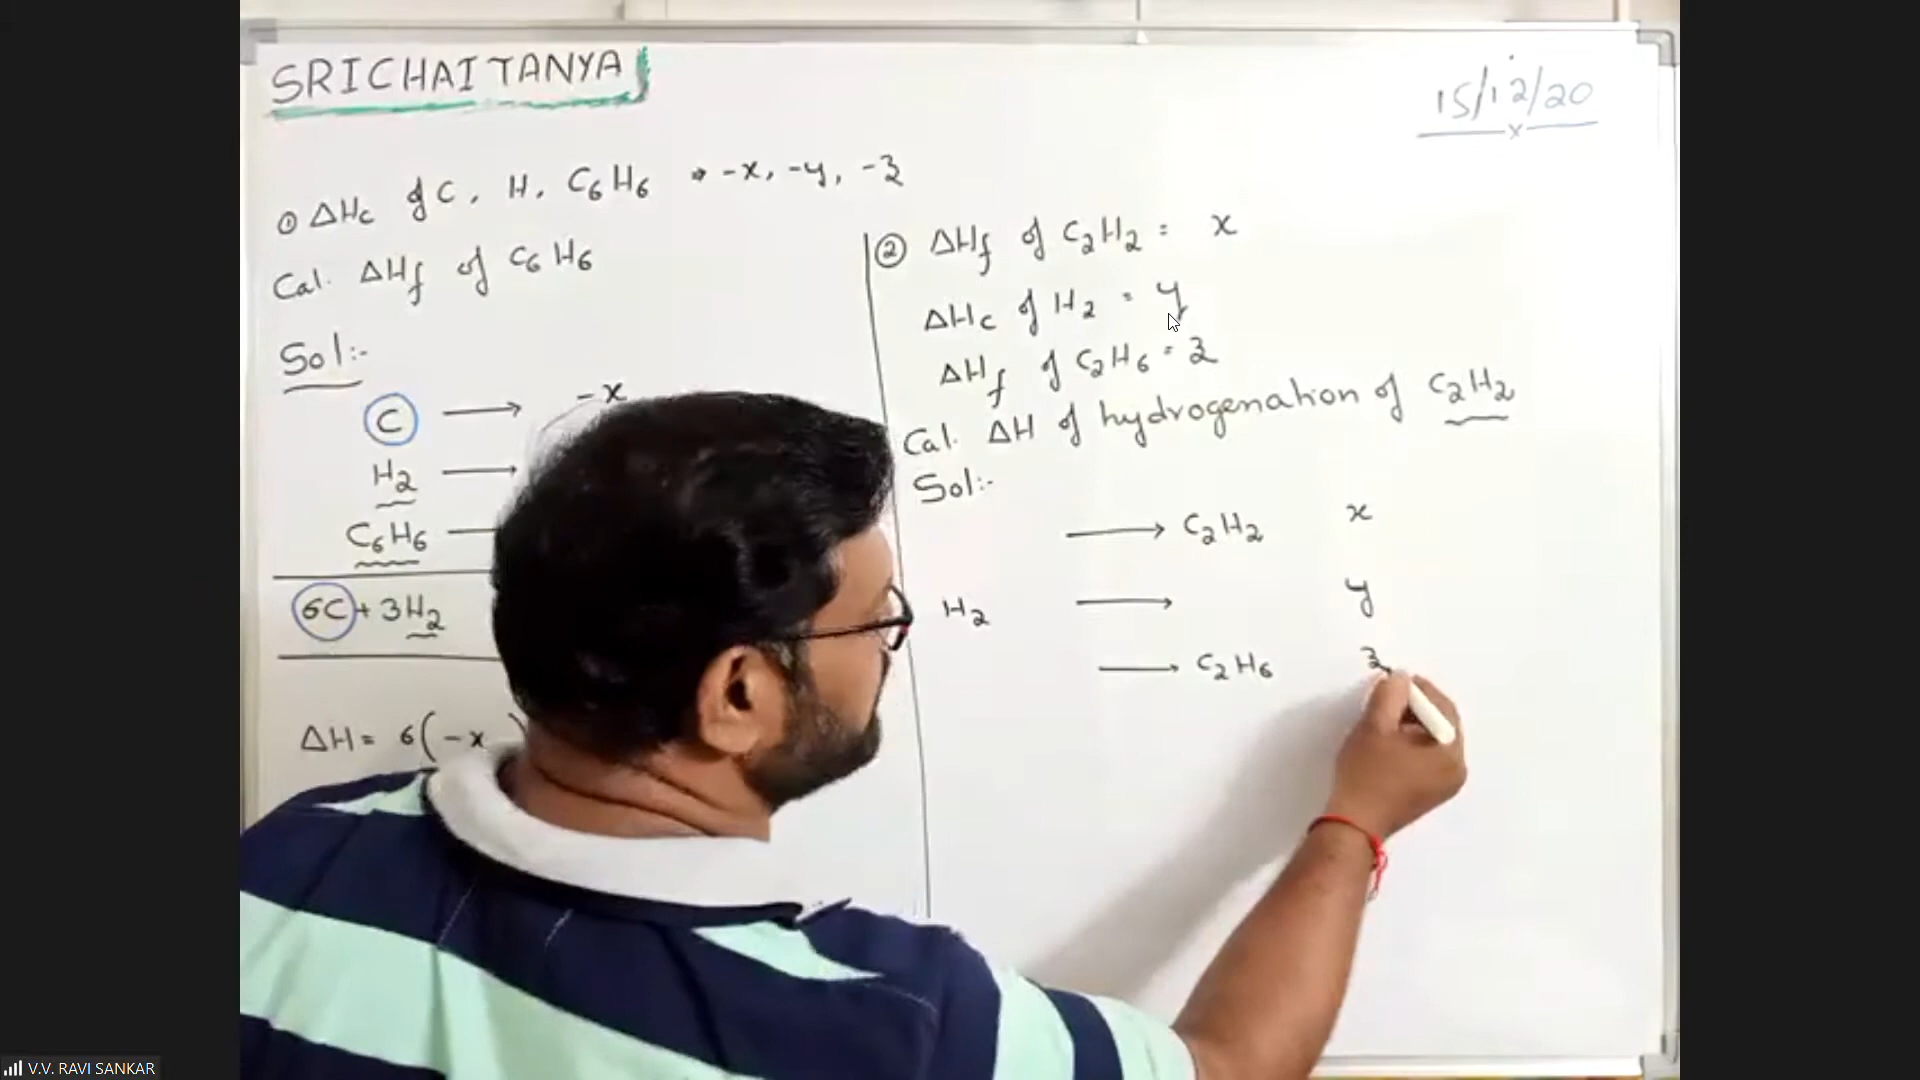 SRICHAITANYA
15/12/20
① ΔHc of C, H, C6H6 → -x, -y, -z
Cal. ΔHf of C6H6
Sol:-
C ⟶ -x
H2 ⟶
C6H6 —
6C + 3H2
ΔH = 6(-x)
② ΔHf of C2H2 = x
ΔHc of H2 = y
ΔHf of C2H6 = z
Cal. ΔH of hydrogenation of C2H2
Sol:-
⟶ C2H2 x
H2 ⟶ y
⟶ C2H6 z
V.V. RAVI SANKAR